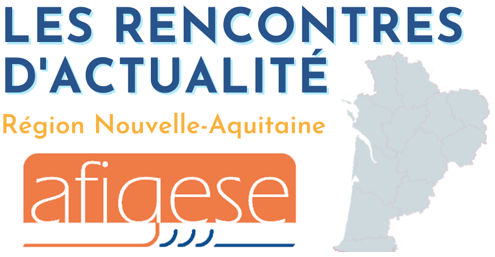 LES RENCONTRES
D'ACTUALITÉ
Région Nouvelle-Aquitaine
afigese